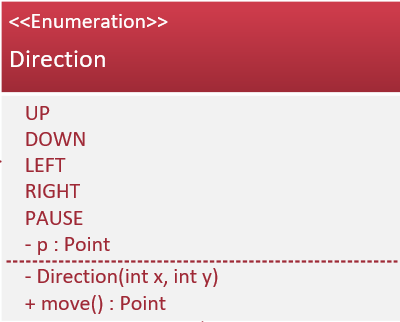 <<Enumeration>>
Direction
UP
DOWN
LEFT
RIGHT
PAUSE
- p : Point
- Direction(int x, int y)
+ move() : Point